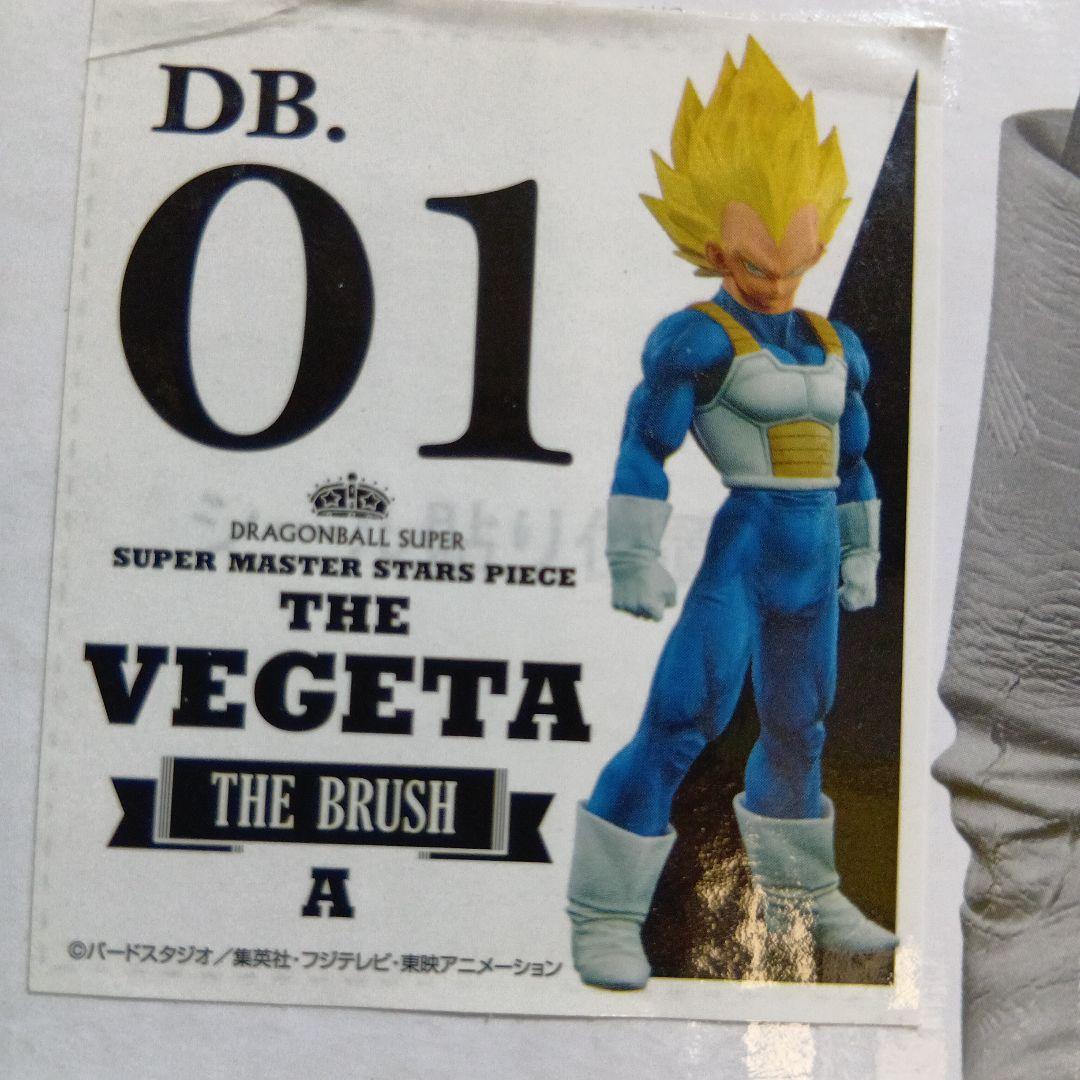 DB.
01
DRAGONBALL SUPER
SUPER MASTER STARS PIECE
THE
VEGETA
THE BRUSH
A
©バードスタジオ／集英社・フジテレビ・東映アニメーション